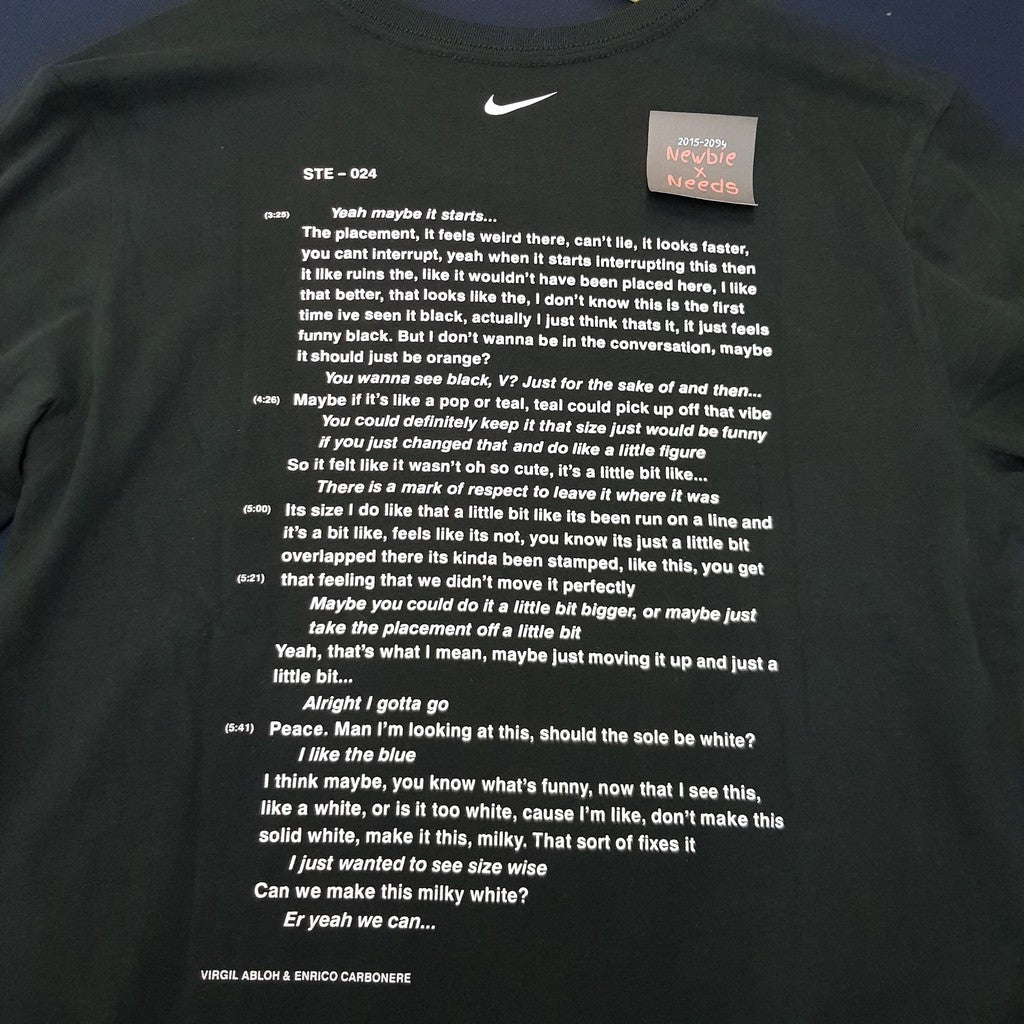 2015-2094
Newbie
x
Needs
STE – 024
(3:25) Yeah maybe it starts...
The placement, it feels weird there, can't lie, it looks faster,
you cant interrupt, yeah when it starts interrupting this then
it like ruins the, like it wouldn't have been placed here, I like
that better, that looks like the, I don't know this is the first
time ive seen it black, actually I just think thats it, it just feels
funny black. But I don't wanna be in the conversation, maybe
it should just be orange?
You wanna see black, V? Just for the sake of and then...
(4:26) Maybe if it's like a pop or teal, teal could pick up off that vibe
You could definitely keep it that size just would be funny
if you just changed that and do like a little figure
So it felt like it wasn't oh so cute, it's a little bit like...
There is a mark of respect to leave it where it was
(5:00) Its size I do like that a little bit like its been run on a line and
it's a bit like, feels like its not, you know its just a little bit
overlapped there its kinda been stamped, like this, you get
(5:21) that feeling that we didn't move it perfectly
Maybe you could do it a little bit bigger, or maybe just
take the placement off a little bit
Yeah, that's what I mean, maybe just moving it up and just a
little bit...
Alright I gotta go
(5:41) Peace. Man I'm looking at this, should the sole be white?
I like the blue
I think maybe, you know what's funny, now that I see this,
like a white, or is it too white, cause I'm like, don't make this
solid white, make it this, milky. That sort of fixes it
I just wanted to see size wise
Can we make this milky white?
Er yeah we can...
VIRGIL ABLOH & ENRICO CARBONERE